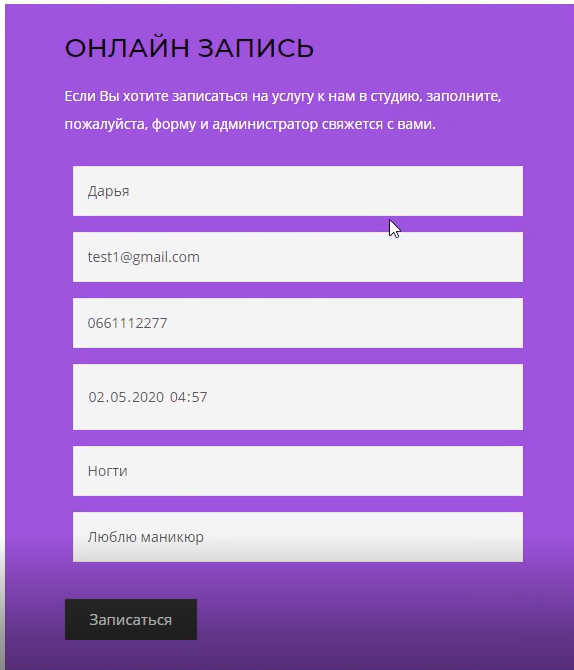 ОНЛАЙН ЗАПИСЬ
Если Вы хотите записаться на услугу к нам в студию, заполните,
пожалуйста, форму и администратор свяжется с вами.
Дарья
test1@gmail.com
0661112277
02.05.2020 04:57
Ногти
Люблю маникюр
Записаться